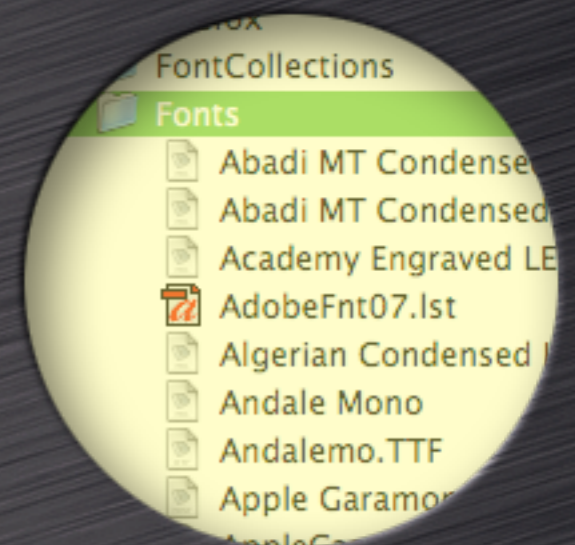 FontCollections
Fonts
Abadi MT Condensed
Abadi MT Condensed
Academy Engraved LE
AdobeFnt07.lst
Algerian Condensed
Andale Mono
Andalemo.TTF
Apple Garamon